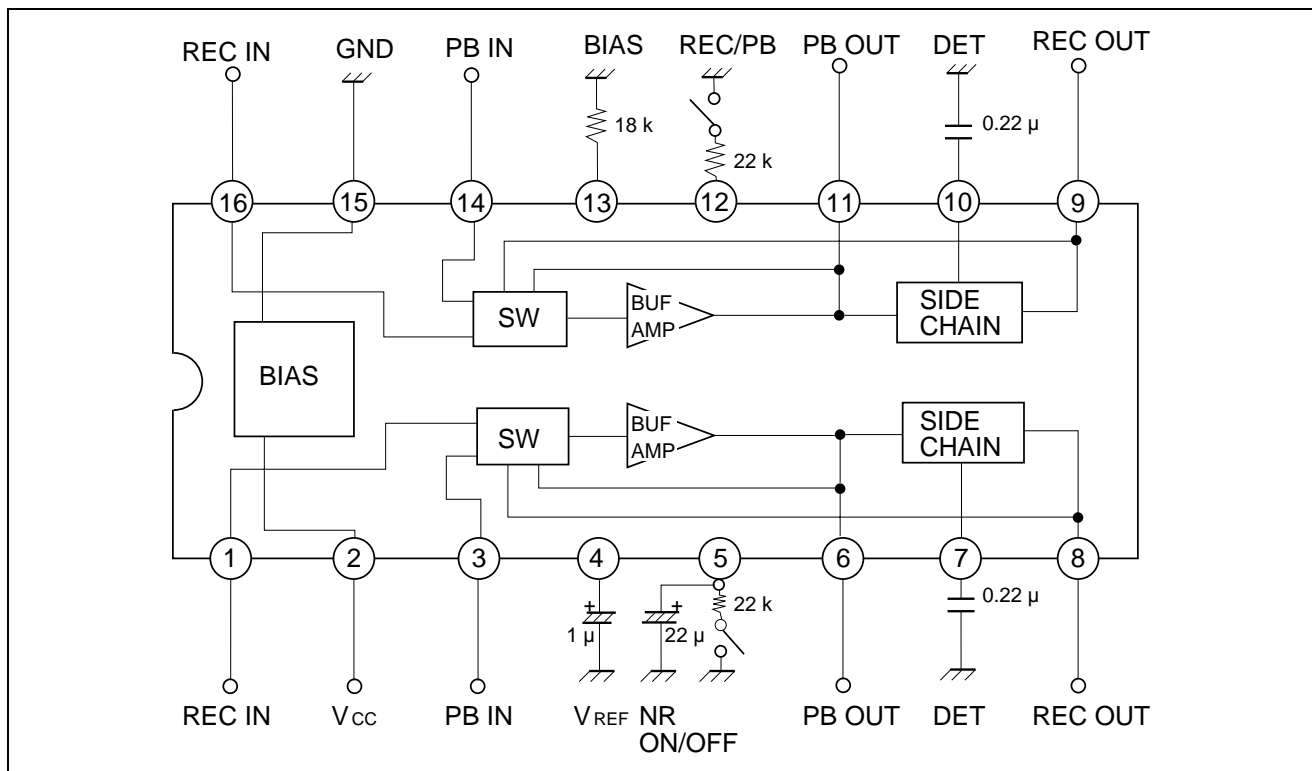 REC IN GND PB IN BIAS REC/PB PB OUT DET REC OUT
18 k 22 k 0.22 µ
16 15 14 13 12 11 10 9
SW BUF AMP SIDE CHAIN
BIAS
SW BUF AMP SIDE CHAIN
1 2 3 4 5 6 7 8
+ 1 µ + 22 µ 22 k 0.22 µ
REC IN VCC PB IN VREF NR ON/OFF PB OUT DET REC OUT